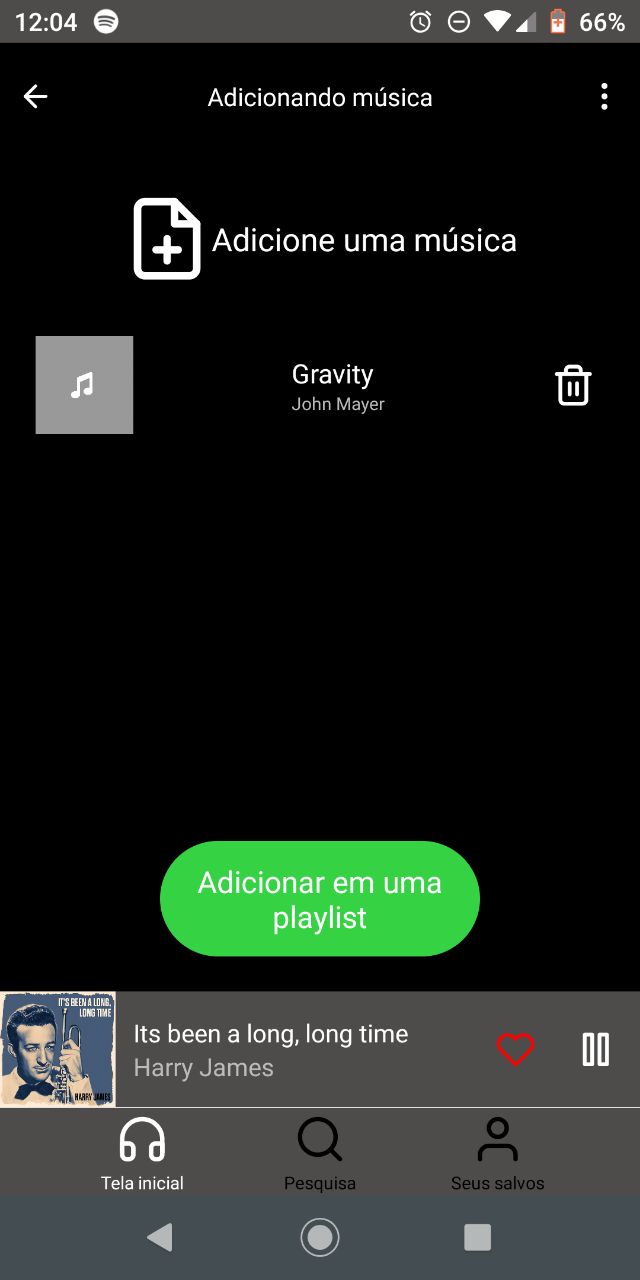 12:04
66%
Adicionando música
Adicione uma música
Gravity
John Mayer
Adicionar em uma
playlist
IT'S BEEN A LONG,
LONG TIME
HARRY JAMES
Its been a long, long time
Harry James
Tela inicial
Pesquisa
Seus salvos